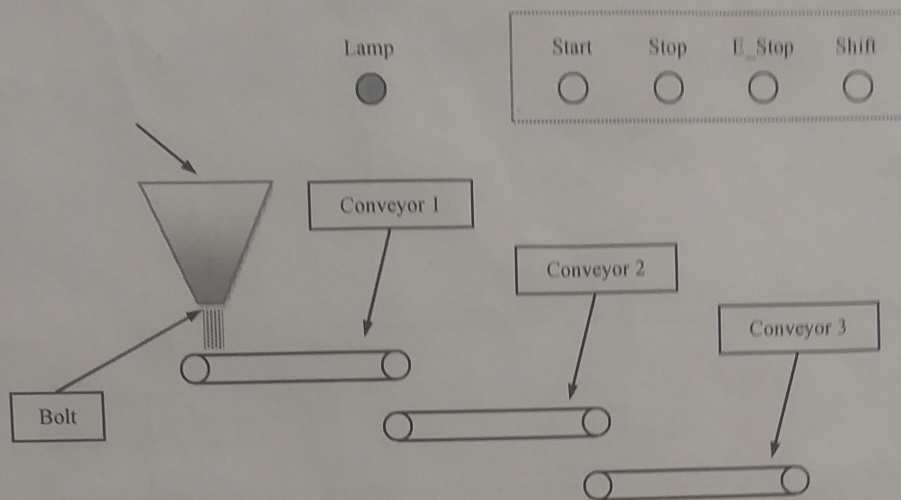 Lamp
Start Stop E_Stop Shift
Conveyor 1
Conveyor 2
Conveyor 3
Bolt